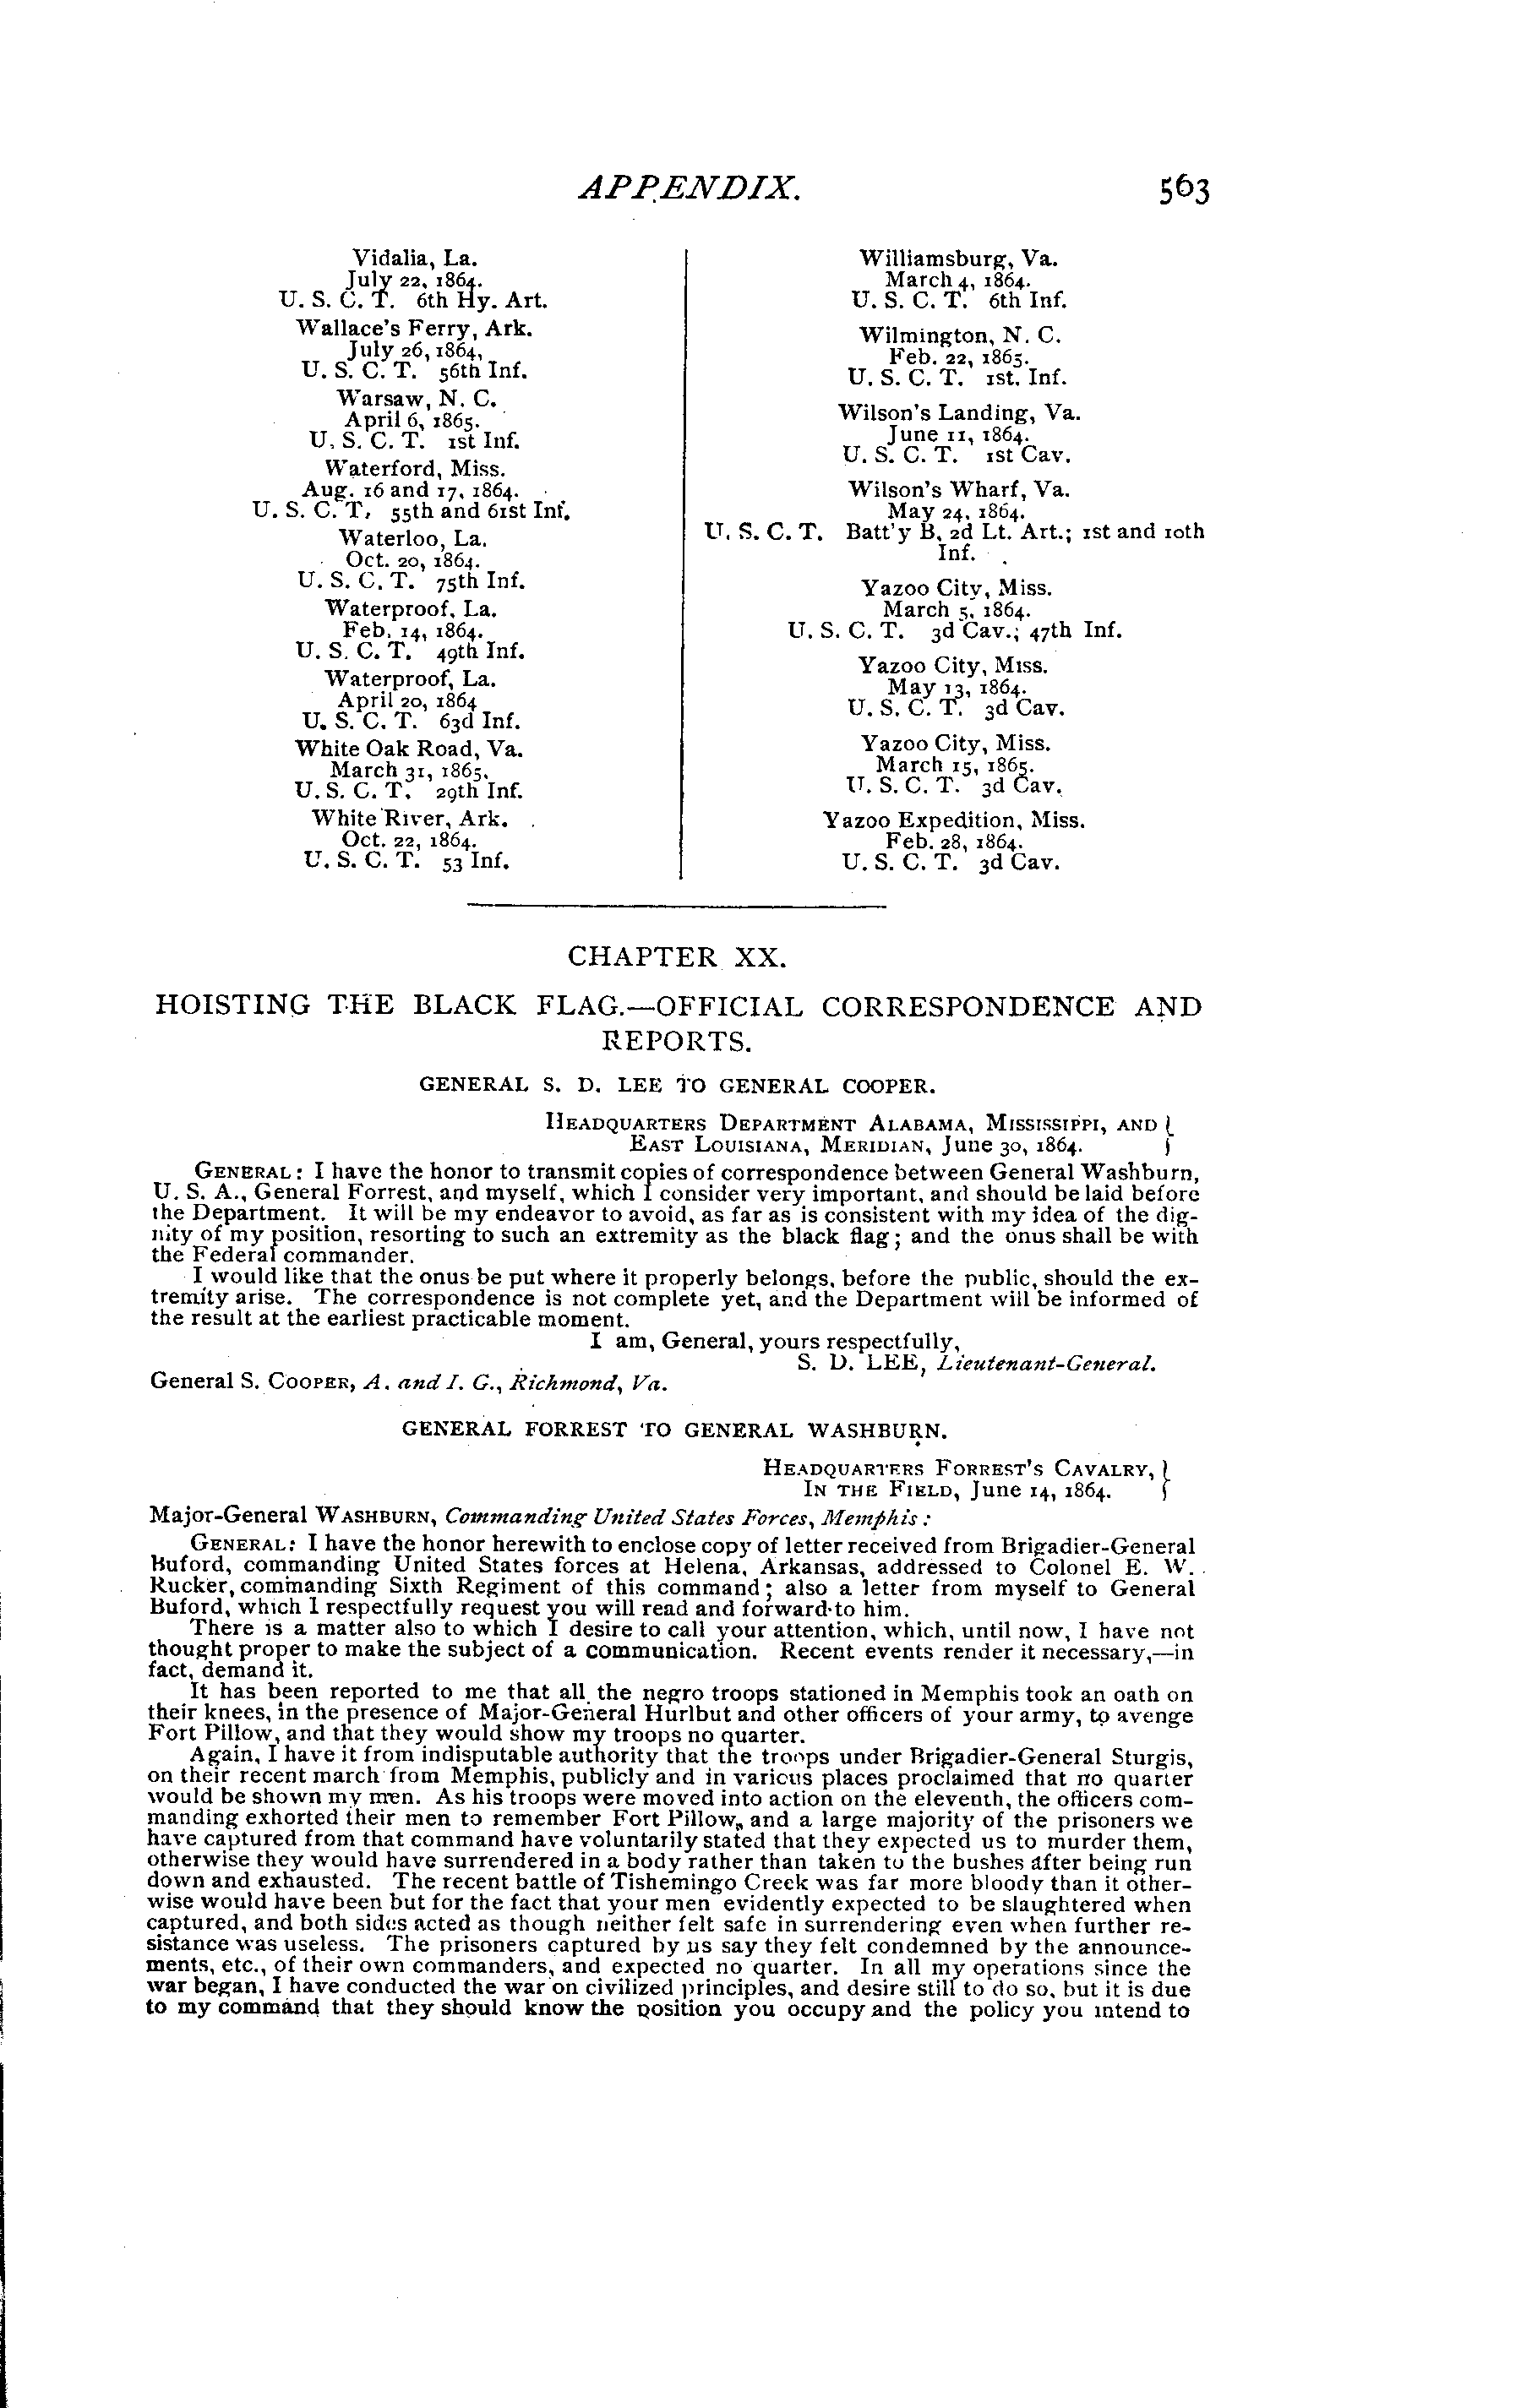 APPENDIX. 563
Vidalia, La.
July 22, 1864.
U. S. C. T. 6th Hy. Art.
Wallace's Ferry, Ark.
July 26, 1864,
U. S. C. T. 56th Inf.
Warsaw, N. C.
April 6, 1865.
U. S. C. T. 1st Inf.
Waterford, Miss.
Aug. 16 and 17, 1864.
U. S. C. T, 55th and 61st Inf.
Waterloo, La.
Oct. 20, 1864.
U. S. C. T. 75th Inf.
Waterproof, La.
Feb. 14, 1864.
U. S. C. T. 49th Inf.
Waterproof, La.
April 20, 1864
U. S. C. T. 63d Inf.
White Oak Road, Va.
March 31, 1865.
U. S. C. T. 29th Inf.
White River, Ark.
Oct. 22, 1864.
U. S. C. T. 53 Inf.
Williamsburg, Va.
March 4, 1864.
U. S. C. T. 6th Inf.
Wilmington, N. C.
Feb. 22, 1865.
U. S. C. T. 1st. Inf.
Wilson's Landing, Va.
June 11, 1864.
U. S. C. T. 1st Cav.
Wilson's Wharf, Va.
May 24, 1864.
U. S. C. T. Batt'y B, 2d Lt. Art.; 1st and 10th
Inf.
Yazoo City, Miss.
March 5, 1864.
U. S. C. T. 3d Cav.; 47th Inf.
Yazoo City, Miss.
May 13, 1864.
U. S. C. T. 3d Cav.
Yazoo City, Miss.
March 15, 1865.
U. S. C. T. 3d Cav.
Yazoo Expedition, Miss.
Feb. 28, 1864.
U. S. C. T. 3d Cav.
CHAPTER XX.
HOISTING THE BLACK FLAG.—OFFICIAL CORRESPONDENCE AND
REPORTS.
GENERAL S. D. LEE TO GENERAL COOPER.
HEADQUARTERS DEPARTMENT ALABAMA, MISSISSIPPI, AND }
EAST LOUISIANA, MERIDIAN, June 30, 1864. }
GENERAL: I have the honor to transmit copies of correspondence between General Washburn,
U. S. A., General Forrest, and myself, which I consider very important, and should be laid before
the Department. It will be my endeavor to avoid, as far as is consistent with my idea of the dig-
nity of my position, resorting to such an extremity as the black flag; and the onus shall be with
the Federal commander.
I would like that the onus be put where it properly belongs, before the public, should the ex-
tremity arise. The correspondence is not complete yet, and the Department will be informed of
the result at the earliest practicable moment.
I am, General, yours respectfully,
S. D. LEE, Lieutenant-General.
General S. COOPER, A. and I. G., Richmond, Va.
GENERAL FORREST TO GENERAL WASHBURN.
HEADQUARTERS FORREST'S CAVALRY, }
IN THE FIELD, June 14, 1864. }
Major-General WASHBURN, Commanding United States Forces, Memphis:
GENERAL: I have the honor herewith to enclose copy of letter received from Brigadier-General
Buford, commanding United States forces at Helena, Arkansas, addressed to Colonel E. W.
Rucker, commanding Sixth Regiment of this command; also a letter from myself to General
Buford, which I respectfully request you will read and forward to him.
There is a matter also to which I desire to call your attention, which, until now, I have not
thought proper to make the subject of a communication. Recent events render it necessary,—in
fact, demand it.
It has been reported to me that all the negro troops stationed in Memphis took an oath on
their knees, in the presence of Major-General Hurlbut and other officers of your army, to avenge
Fort Pillow, and that they would show my troops no quarter.
Again, I have it from indisputable authority that the troops under Brigadier-General Sturgis,
on their recent march from Memphis, publicly and in various places proclaimed that no quarter
would be shown my men. As his troops were moved into action on the eleventh, the officers com-
manding exhorted their men to remember Fort Pillow, and a large majority of the prisoners we
have captured from that command have voluntarily stated that they expected us to murder them,
otherwise they would have surrendered in a body rather than taken to the bushes after being run
down and exhausted. The recent battle of Tishemingo Creek was far more bloody than it other-
wise would have been but for the fact that your men evidently expected to be slaughtered when
captured, and both sides acted as though neither felt safe in surrendering even when further re-
sistance was useless. The prisoners captured by us say they felt condemned by the announce-
ments, etc., of their own commanders, and expected no quarter. In all my operations since the
war began, I have conducted the war on civilized principles, and desire still to do so, but it is due
to my command that they should know the position you occupy and the policy you intend to